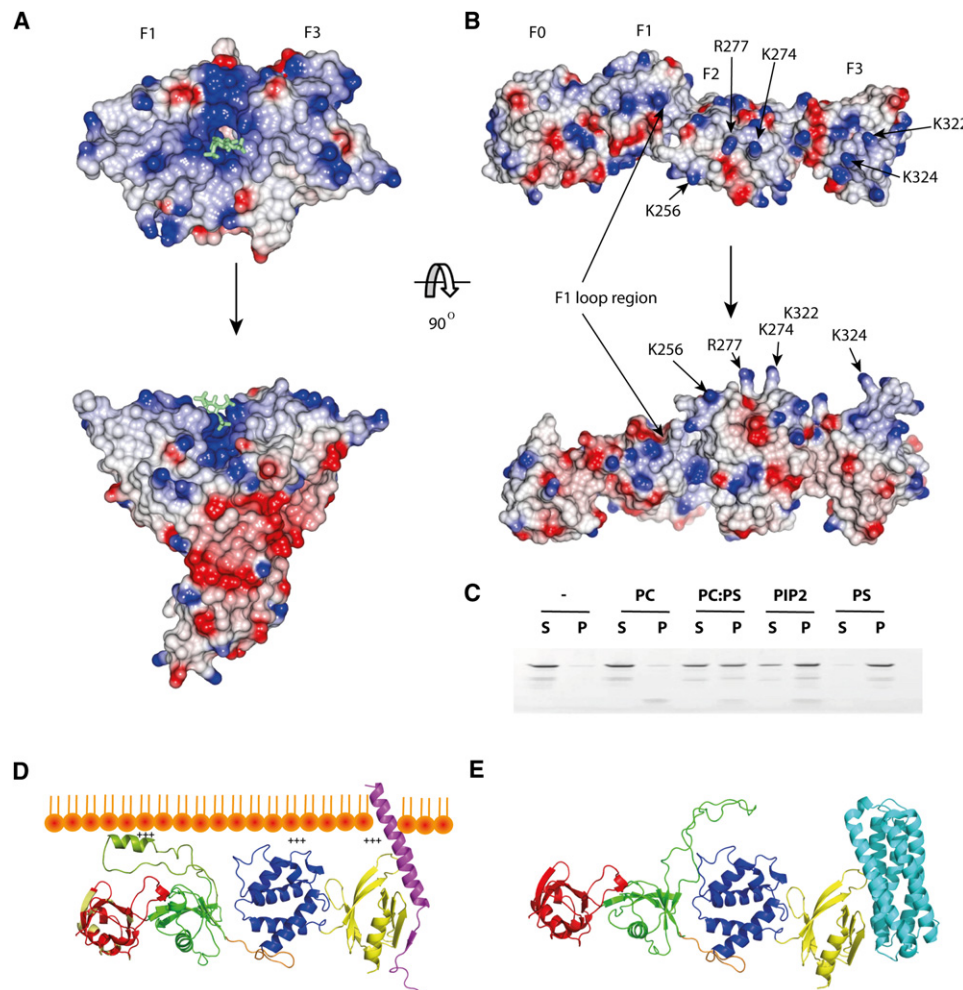 A
F1 F3
90°
B
F0 F1
F2
R277
K274
F3
K322
K324
K256
F1 loop region
K256
R277
K322
K274
K324
C
- PC PC:PS PIP2 PS
S P S P S P S P S P
D
+++
+++
+++
E